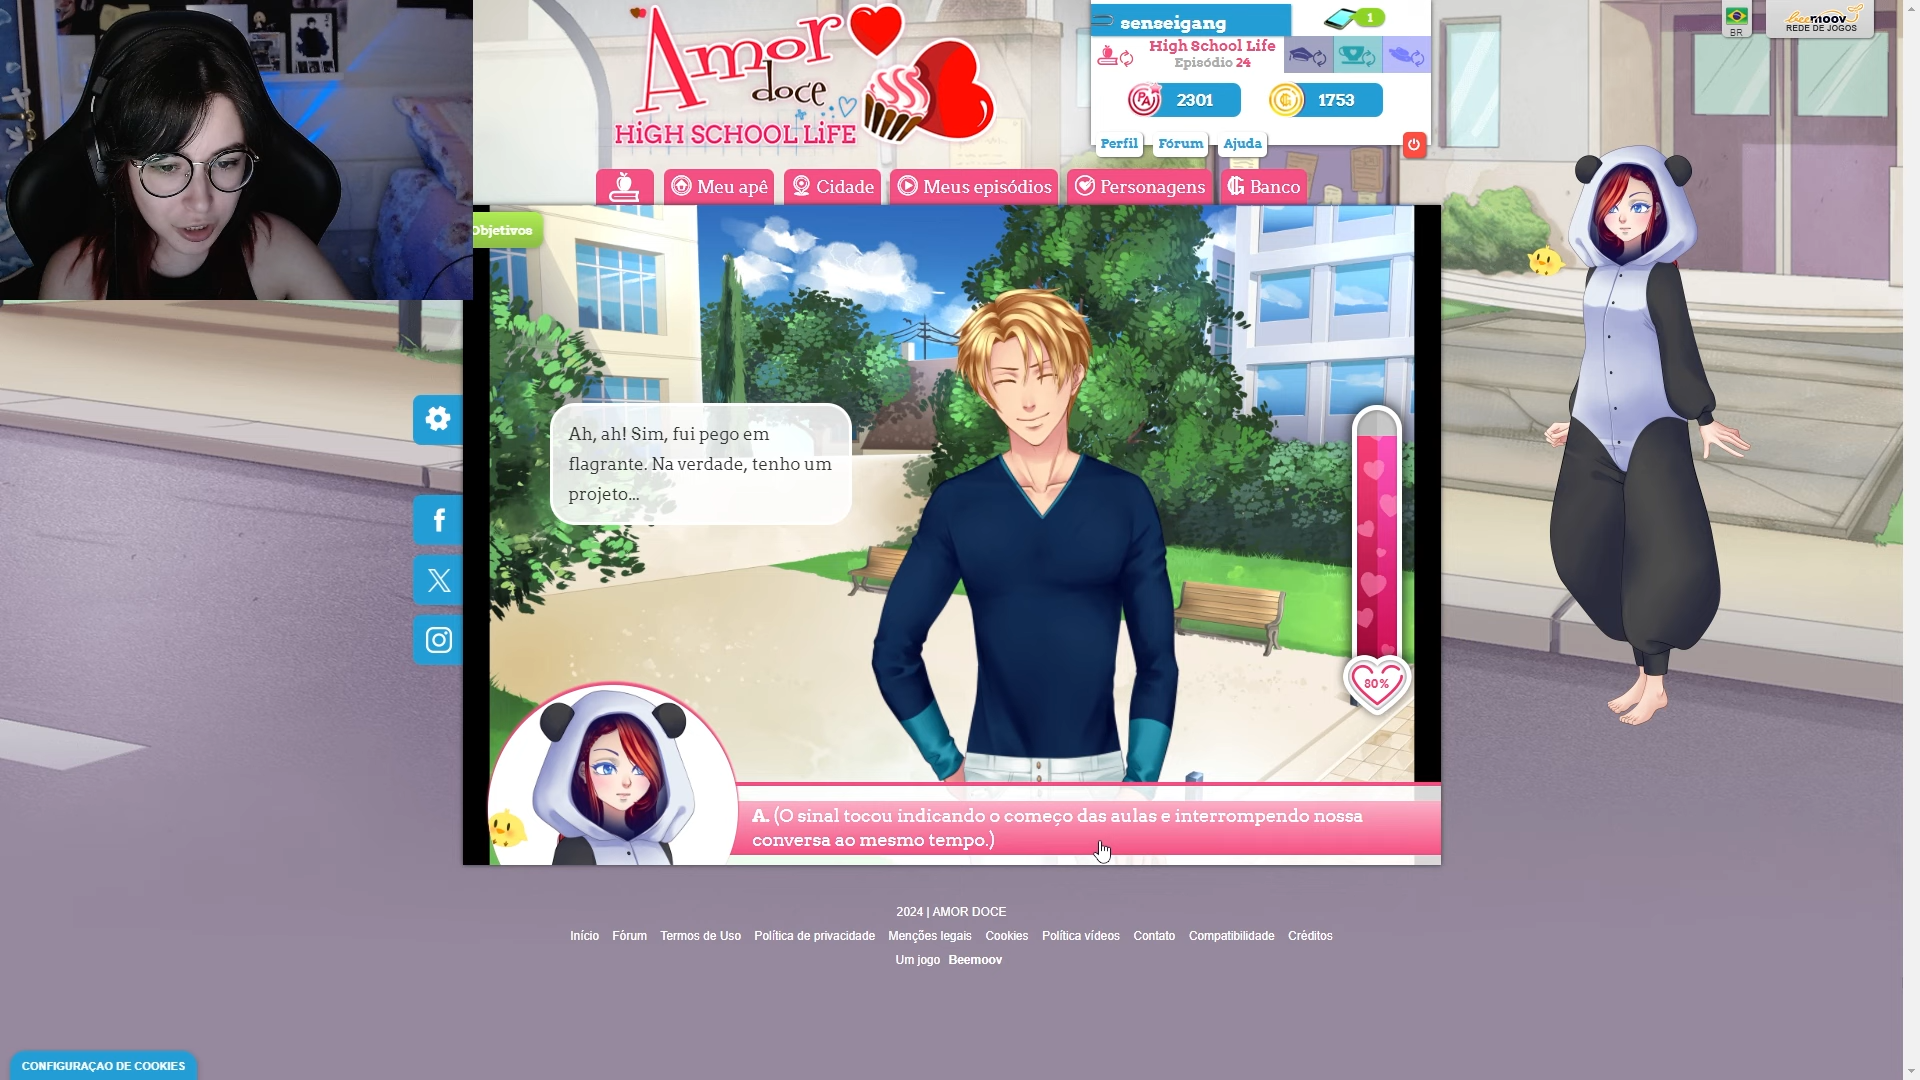 Amor
doce
HiGH SCHOOL LiFE
senseigang
1
High School Life
Episódio 24
2301
1753
Perfil
Fórum
Ajuda
BR
beemoov
REDE DE JOGOS
Meu apê
Cidade
Meus episódios
Personagens
Banco
Objetivos
Ah, ah! Sim, fui pego em
flagrante. Na verdade, tenho um
projeto...
80%
A. (O sinal tocou indicando o começo das aulas e interrompendo nossa
conversa ao mesmo tempo.)
2024 | AMOR DOCE
Início Fórum Termos de Uso Política de privacidade Menções legais Cookies Política vídeos Contato Compatibilidade Créditos
Um jogo Beemoov
CONFIGURAÇAO DE COOKIES